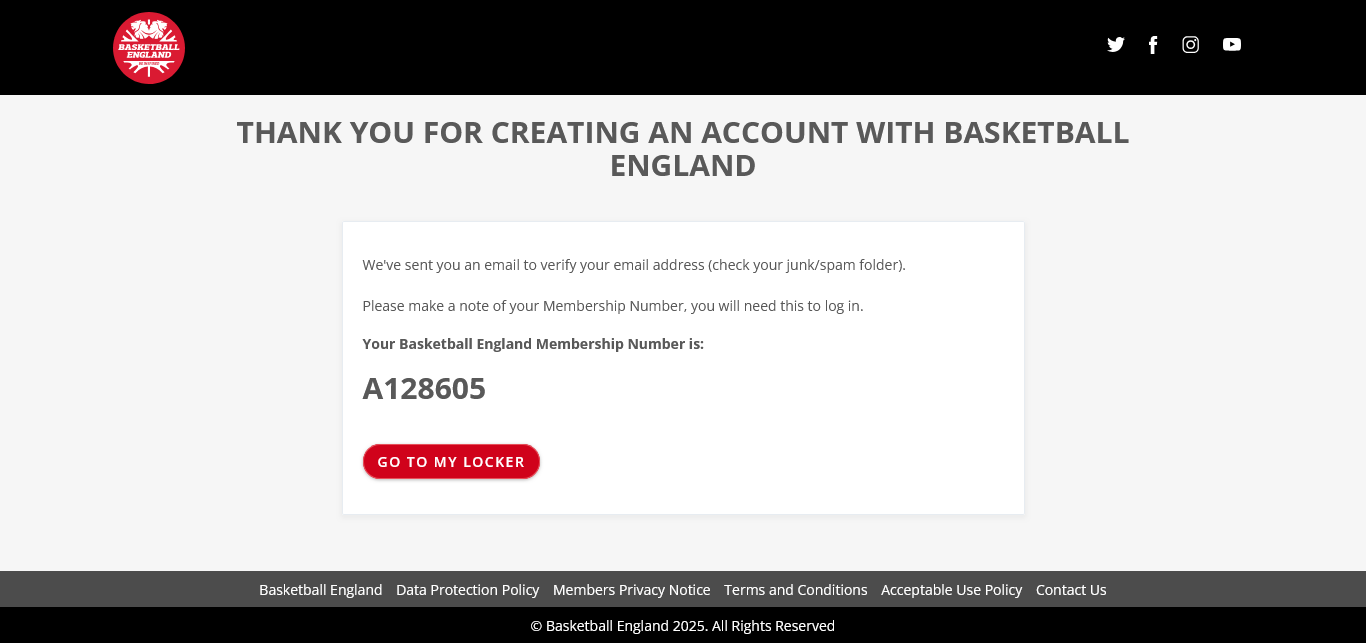 BASKETBALL
ENGLAND
THANK YOU FOR CREATING AN ACCOUNT WITH BASKETBALL
ENGLAND
We've sent you an email to verify your email address (check your junk/spam folder).
Please make a note of your Membership Number, you will need this to log in.
Your Basketball England Membership Number is:
A128605
GO TO MY LOCKER
Basketball England Data Protection Policy Members Privacy Notice Terms and Conditions Acceptable Use Policy Contact Us
© Basketball England 2025. All Rights Reserved